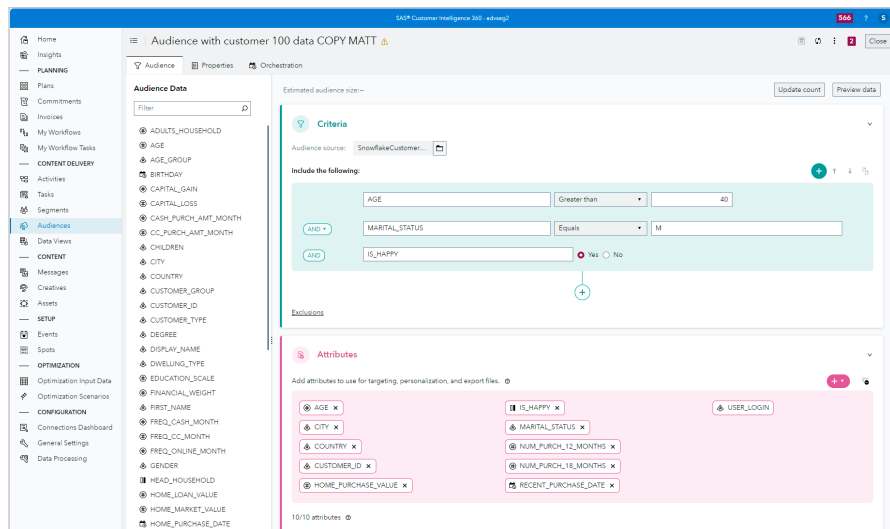 SAS® Customer Intelligence 360 - advseg2
566 ? S
Home
Insights
PLANNING
Plans
Commitments
Invoices
My Workflows
My Workflow Tasks
CONTENT DELIVERY
Activities
Tasks
Segments
Audiences
Data Views
CONTENT
Messages
Creatives
Assets
SETUP
Events
Spots
OPTIMIZATION
Optimization Input Data
Optimization Scenarios
CONFIGURATION
Connections Dashboard
General Settings
Data Processing
Audience with customer 100 data COPY MATT
2 Close
Audience Properties Orchestration
Audience Data
Filter
ADULTS_HOUSEHOLD
AGE
AGE_GROUP
BIRTHDAY
CAPITAL_GAIN
CAPITAL_LOSS
CASH_PURCH_AMT_MONTH
CC_PURCH_AMT_MONTH
CHILDREN
CITY
COUNTRY
CUSTOMER_GROUP
CUSTOMER_ID
CUSTOMER_TYPE
DEGREE
DISPLAY_NAME
DWELLING_TYPE
EDUCATION_SCALE
FINANCIAL_WEIGHT
FIRST_NAME
FREQ_CASH_MONTH
FREQ_CC_MONTH
FREQ_ONLINE_MONTH
GENDER
HEAD_HOUSEHOLD
HOME_LOAN_VALUE
HOME_MARKET_VALUE
HOME_PURCHASE_DATE
Estimated audience size:--
Update count Preview data
Criteria
Audience source: SnowflakeCustomer...
Include the following:
AGE Greater than 40
AND MARITAL_STATUS Equals M
AND IS_HAPPY Yes No
Exclusions
Attributes
Add attributes to use for targeting, personalization, and export files.
AGE IS_HAPPY USER_LOGIN
CITY MARITAL_STATUS
COUNTRY NUM_PURCH_12_MONTHS
CUSTOMER_ID NUM_PURCH_18_MONTHS
HOME_PURCHASE_VALUE RECENT_PURCHASE_DATE
10/10 attributes